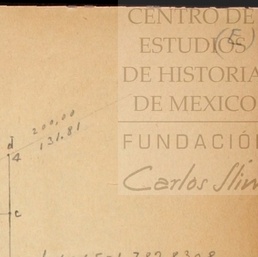 CENTRO DE
(E)
ESTUDIOS
DE HISTORIA
DE MEXICO
FUNDACIÓN
Carlos Slim
200.00
131.81
d
4
c